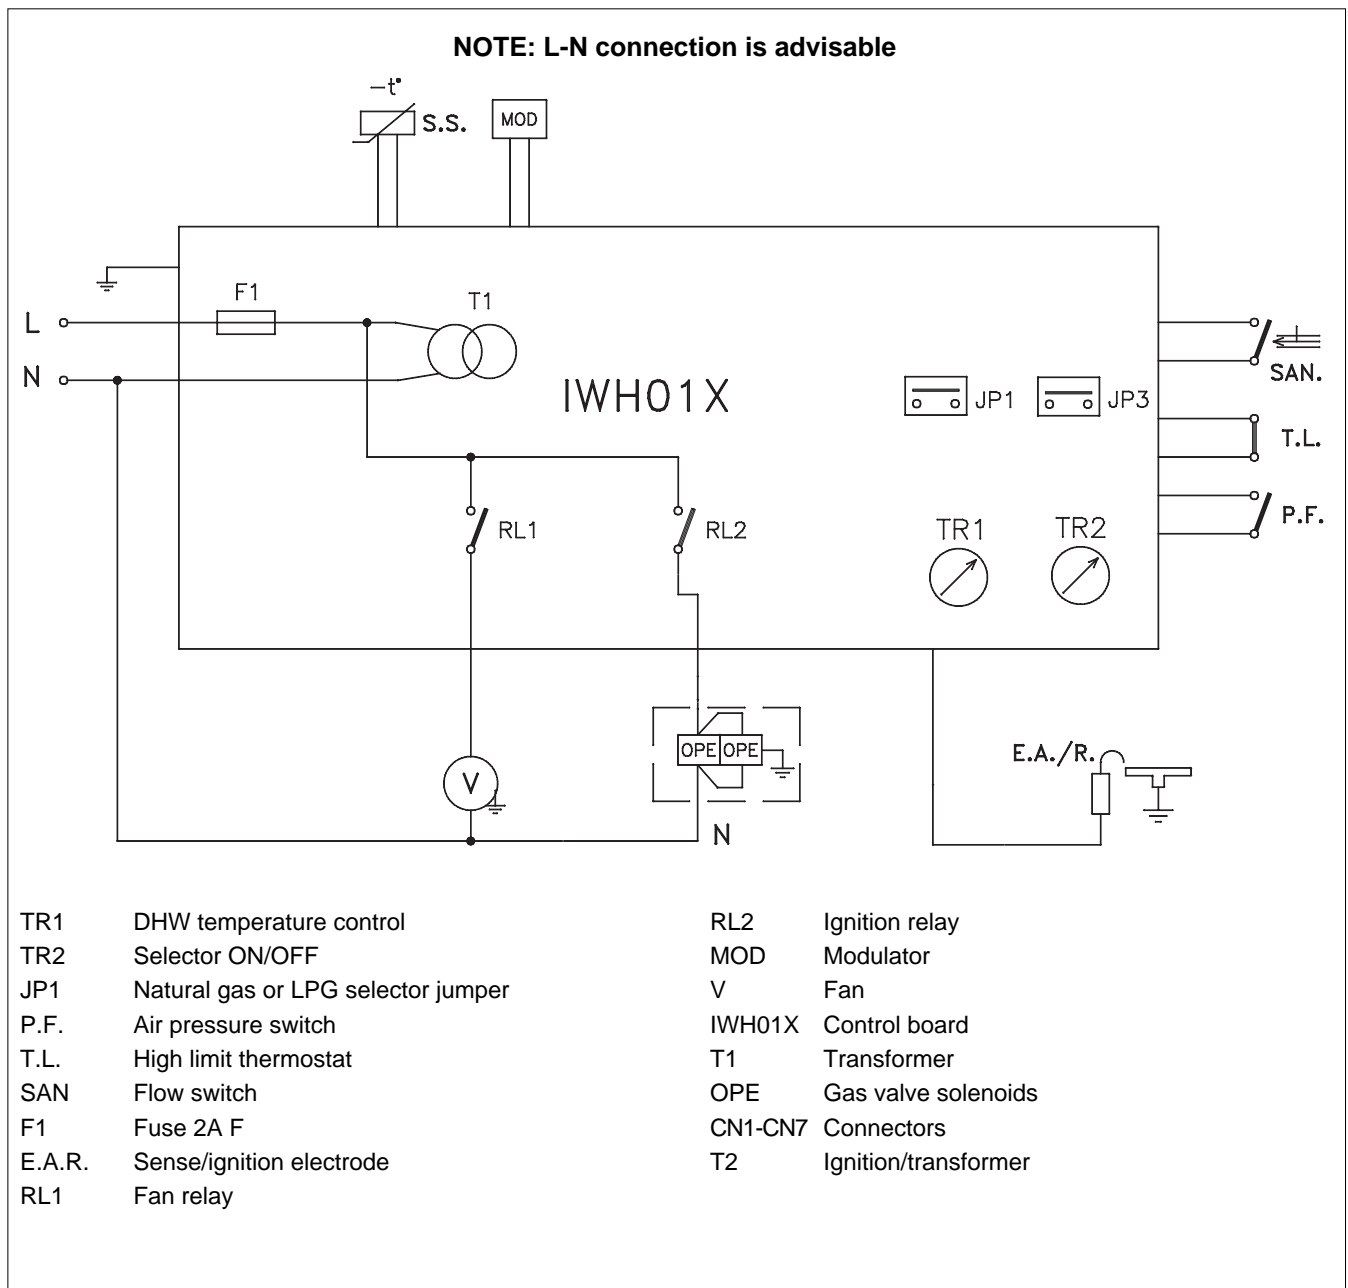 NOTE: L-N connection is advisable
-t°
S.S.
MOD
F1
T1
L
N
IWH01X
JP1
JP3
SAN.
T.L.
P.F.
RL1
RL2
TR1
TR2
OPE
OPE
E.A./R.
V
N
TR1 DHW temperature control
TR2 Selector ON/OFF
JP1 Natural gas or LPG selector jumper
P.F. Air pressure switch
T.L. High limit thermostat
SAN Flow switch
F1 Fuse 2A F
E.A.R. Sense/ignition electrode
RL1 Fan relay
RL2 Ignition relay
MOD Modulator
V Fan
IWH01X Control board
T1 Transformer
OPE Gas valve solenoids
CN1-CN7 Connectors
T2 Ignition/transformer